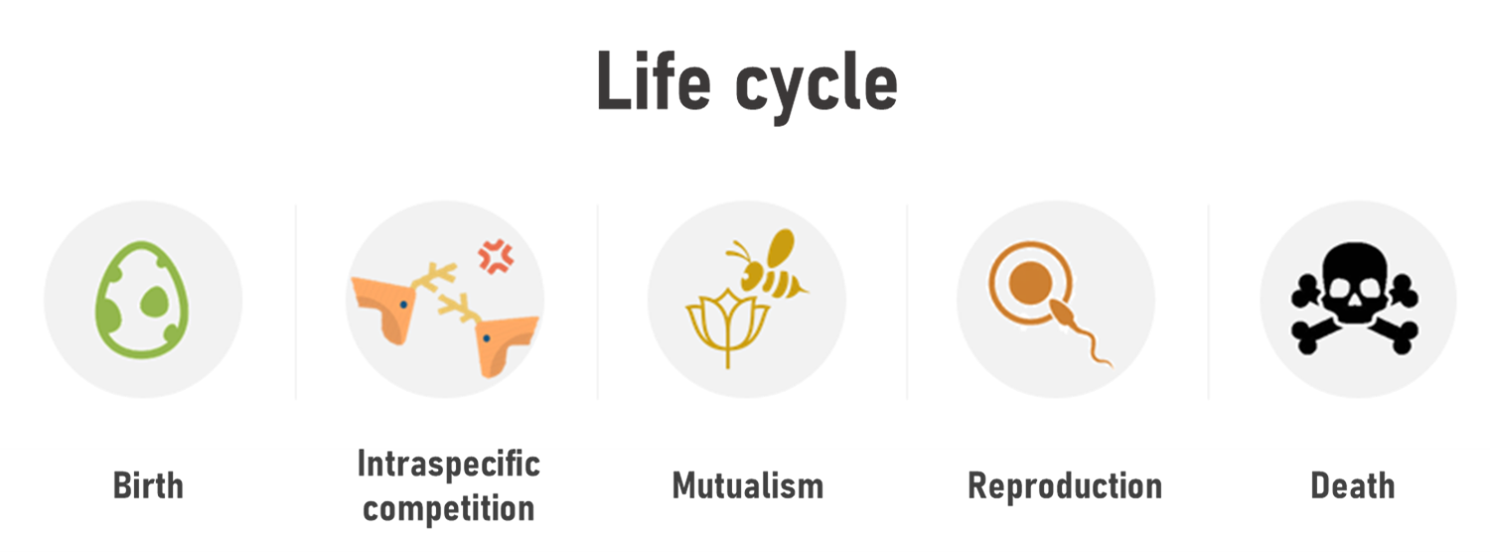 Life cycle
Birth
Intraspecific
competition
Mutualism
Reproduction
Death